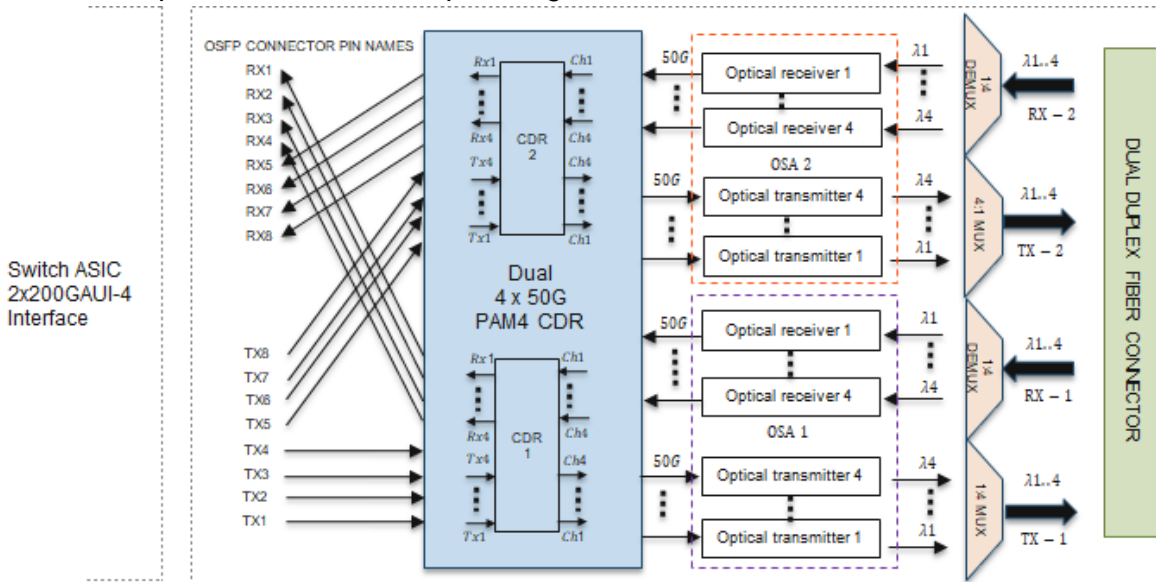 OSFP CONNECTOR PIN NAMES
RX1
RX2
RX3
RX4
RX5
RX6
RX7
RX8
Switch ASIC
2x200GAUI-4
Interface
TX8
TX7
TX6
TX5
TX4
TX3
TX2
TX1
Rx1
Rx4
Tx4
Tx1
CDR
2
Ch1
Ch4
Ch4
Ch1
Dual
4 x 50G
PAM4 CDR
Rx1
Rx4
Tx4
Tx1
CDR
1
Ch1
Ch4
Ch4
Ch1
50G
50G
50G
50G
Optical receiver 1
Optical receiver 4
OSA 2
Optical transmitter 4
Optical transmitter 1
Optical receiver 1
Optical receiver 4
OSA 1
Optical transmitter 4
Optical transmitter 1
λ1
λ4
λ4
λ1
λ1
λ4
λ4
λ1
1:4
DEMUX
4:1 MUX
1:4
DEMUX
1:4 MUX
λ1..4
RX – 2
λ1..4
TX – 2
λ1..4
RX – 1
λ1..4
TX – 1
DUAL DUPLEX FIBER CONNECTOR